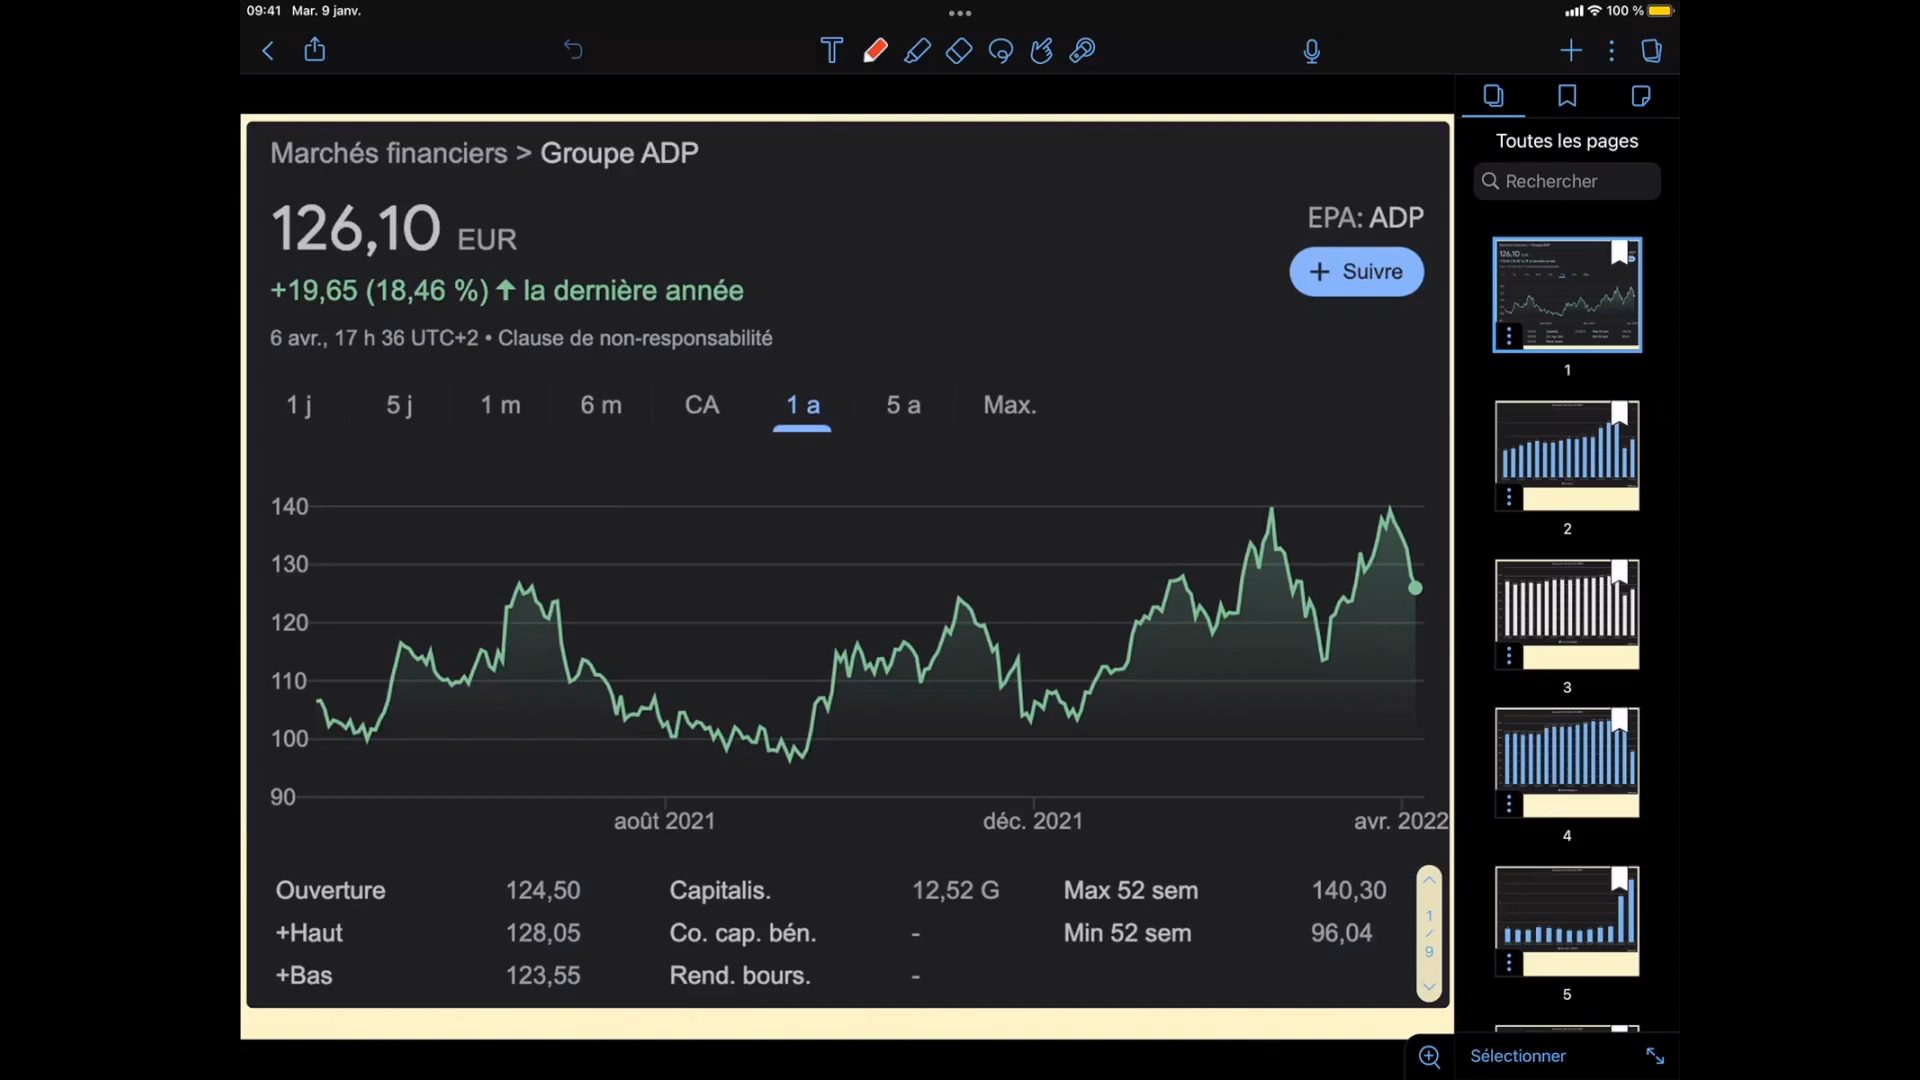 09:41 Mar. 9 janv.
100 %
Toutes les pages
Rechercher
Marchés financiers > Groupe ADP
126,10 EUR
EPA: ADP
+ Suivre
+19,65 (18,46 %) ↑ la dernière année
6 avr., 17 h 36 UTC+2 • Clause de non-responsabilité
1 j 5 j 1 m 6 m CA 1 a 5 a Max.
140
130
120
110
100
90
août 2021 déc. 2021 avr. 2022
Ouverture 124,50 Capitalis. 12,52 G Max 52 sem 140,30
+Haut 128,05 Co. cap. bén. - Min 52 sem 96,04
+Bas 123,55 Rend. bours. -
1
/
9
1
2
3
4
5
Sélectionner